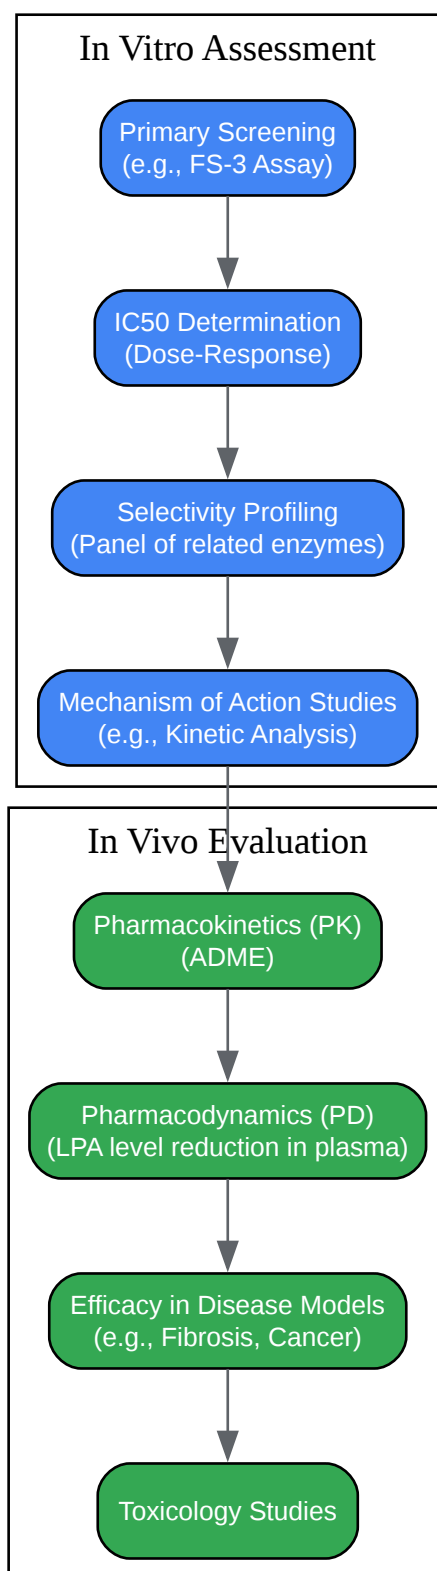 In Vitro Assessment
Primary Screening
(e.g., FS-3 Assay)
IC50 Determination
(Dose-Response)
Selectivity Profiling
(Panel of related enzymes)
Mechanism of Action Studies
(e.g., Kinetic Analysis)
In Vivo Evaluation
Pharmacokinetics (PK)
(ADME)
Pharmacodynamics (PD)
(LPA level reduction in plasma)
Efficacy in Disease Models
(e.g., Fibrosis, Cancer)
Toxicology Studies